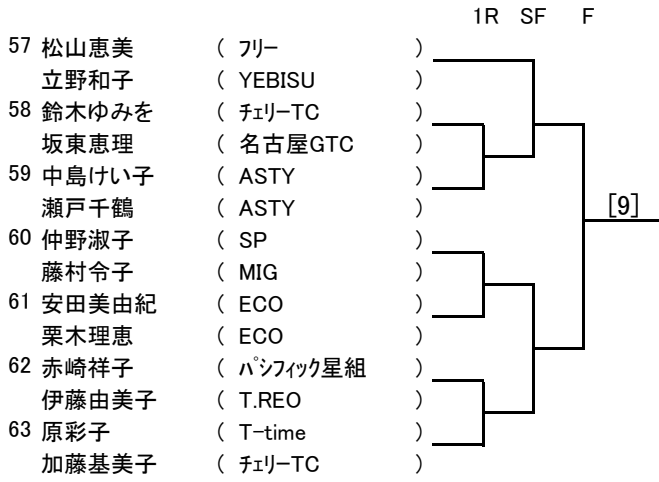 1R SF F
57 松山恵美 ( フリー )
立野和子 ( YEBISU )
58 鈴木ゆみを ( ﾁｪﾘｰTC )
坂東恵理 ( 名古屋GTC )
59 中島けい子 ( ASTY )
瀬戸千鶴 ( ASTY )
[9]
60 仲野淑子 ( SP )
藤村令子 ( MIG )
61 安田美由紀 ( ECO )
栗木理恵 ( ECO )
62 赤崎祥子 ( ﾊﾟｼﾌｨｯｸ星組 )
伊藤由美子 ( T.REO )
63 原彩子 ( T-time )
加藤基美子 ( ﾁｪﾘｰTC )